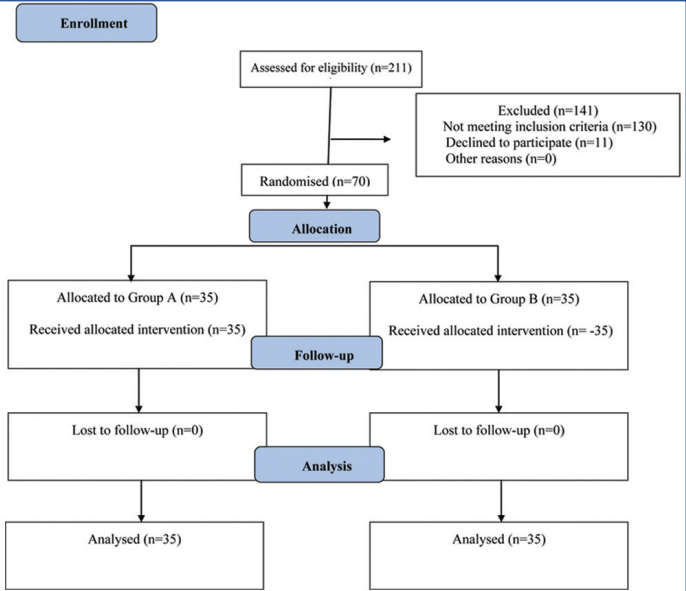 Enrollment
Assessed for eligibility (n=211)
Excluded (n=141)
Not meeting inclusion criteria (n=130)
Declined to participate (n=11)
Other reasons (n=0)
Randomised (n=70)
Allocation
Allocated to Group A (n=35)
Received allocated intervention (n=35)
Allocated to Group B (n=35)
Received allocated intervention (n= -35)
Follow-up
Lost to follow-up (n=0)
Lost to follow-up (n=0)
Analysis
Analysed (n=35)
Analysed (n=35)